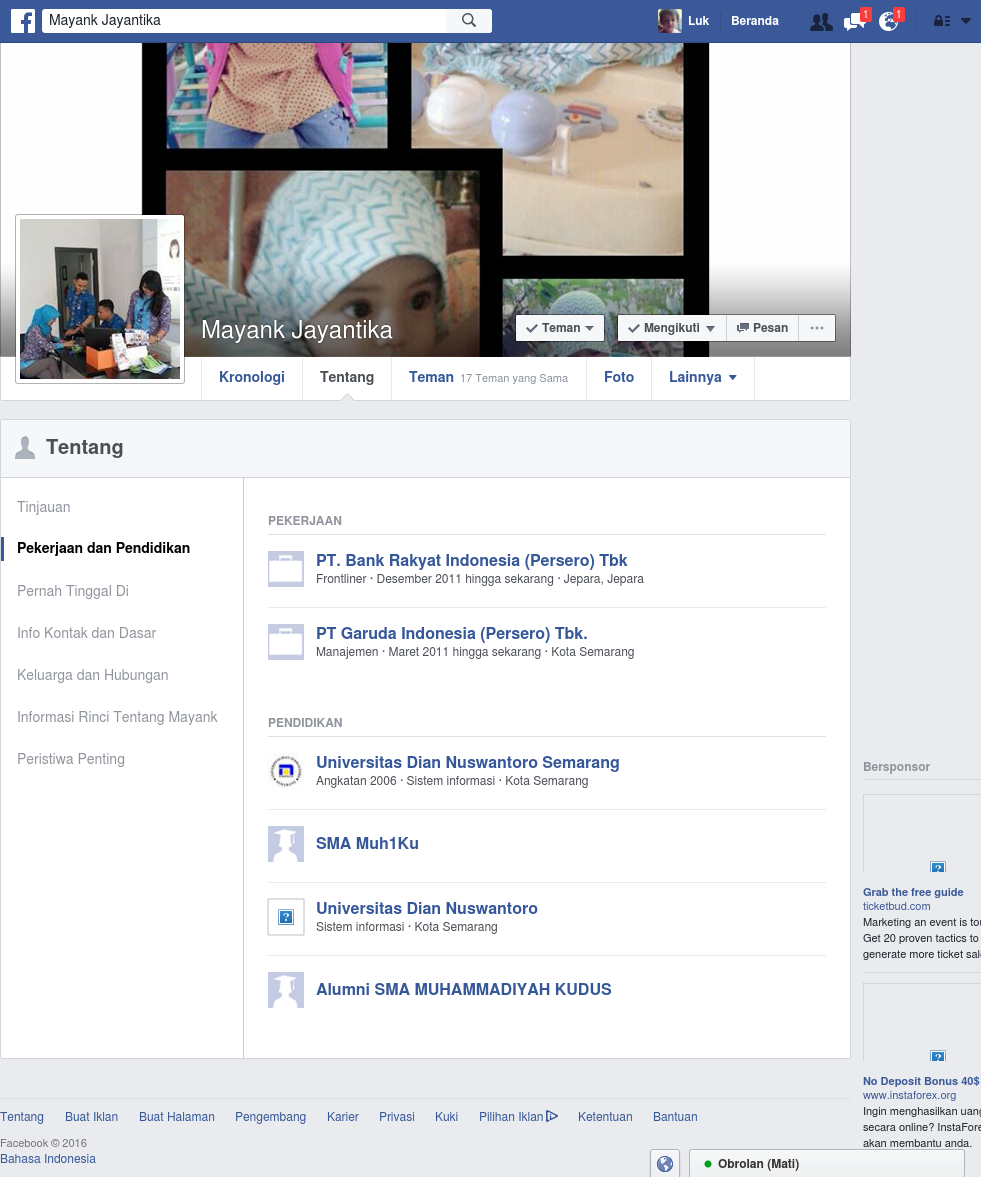 Mayank Jayantika
Luk
Beranda
1
1
Mayank Jayantika
Teman
Mengikuti
Pesan
Kronologi
Tentang
Teman 17 Teman yang Sama
Foto
Lainnya
Tentang
Tinjauan
Pekerjaan dan Pendidikan
Pernah Tinggal Di
Info Kontak dan Dasar
Keluarga dan Hubungan
Informasi Rinci Tentang Mayank
Peristiwa Penting
PEKERJAAN
PT. Bank Rakyat Indonesia (Persero) Tbk
Frontliner · Desember 2011 hingga sekarang · Jepara, Jepara
PT Garuda Indonesia (Persero) Tbk.
Manajemen · Maret 2011 hingga sekarang · Kota Semarang
PENDIDIKAN
Universitas Dian Nuswantoro Semarang
Angkatan 2006 · Sistem informasi · Kota Semarang
SMA Muh1Ku
Universitas Dian Nuswantoro
Sistem informasi · Kota Semarang
Alumni SMA MUHAMMADIYAH KUDUS
Bersponsor
Grab the free guide
ticketbud.com
Marketing an event is to
Get 20 proven tactics to
generate more ticket sal
No Deposit Bonus 40$
www.instaforex.org
Ingin menghasilkan uang
secara online? InstaFore
akan membantu anda.
Tentang
Buat Iklan
Buat Halaman
Pengembang
Karier
Privasi
Kuki
Pilihan Iklan
Ketentuan
Bantuan
Facebook © 2016
Bahasa Indonesia
Obrolan (Mati)